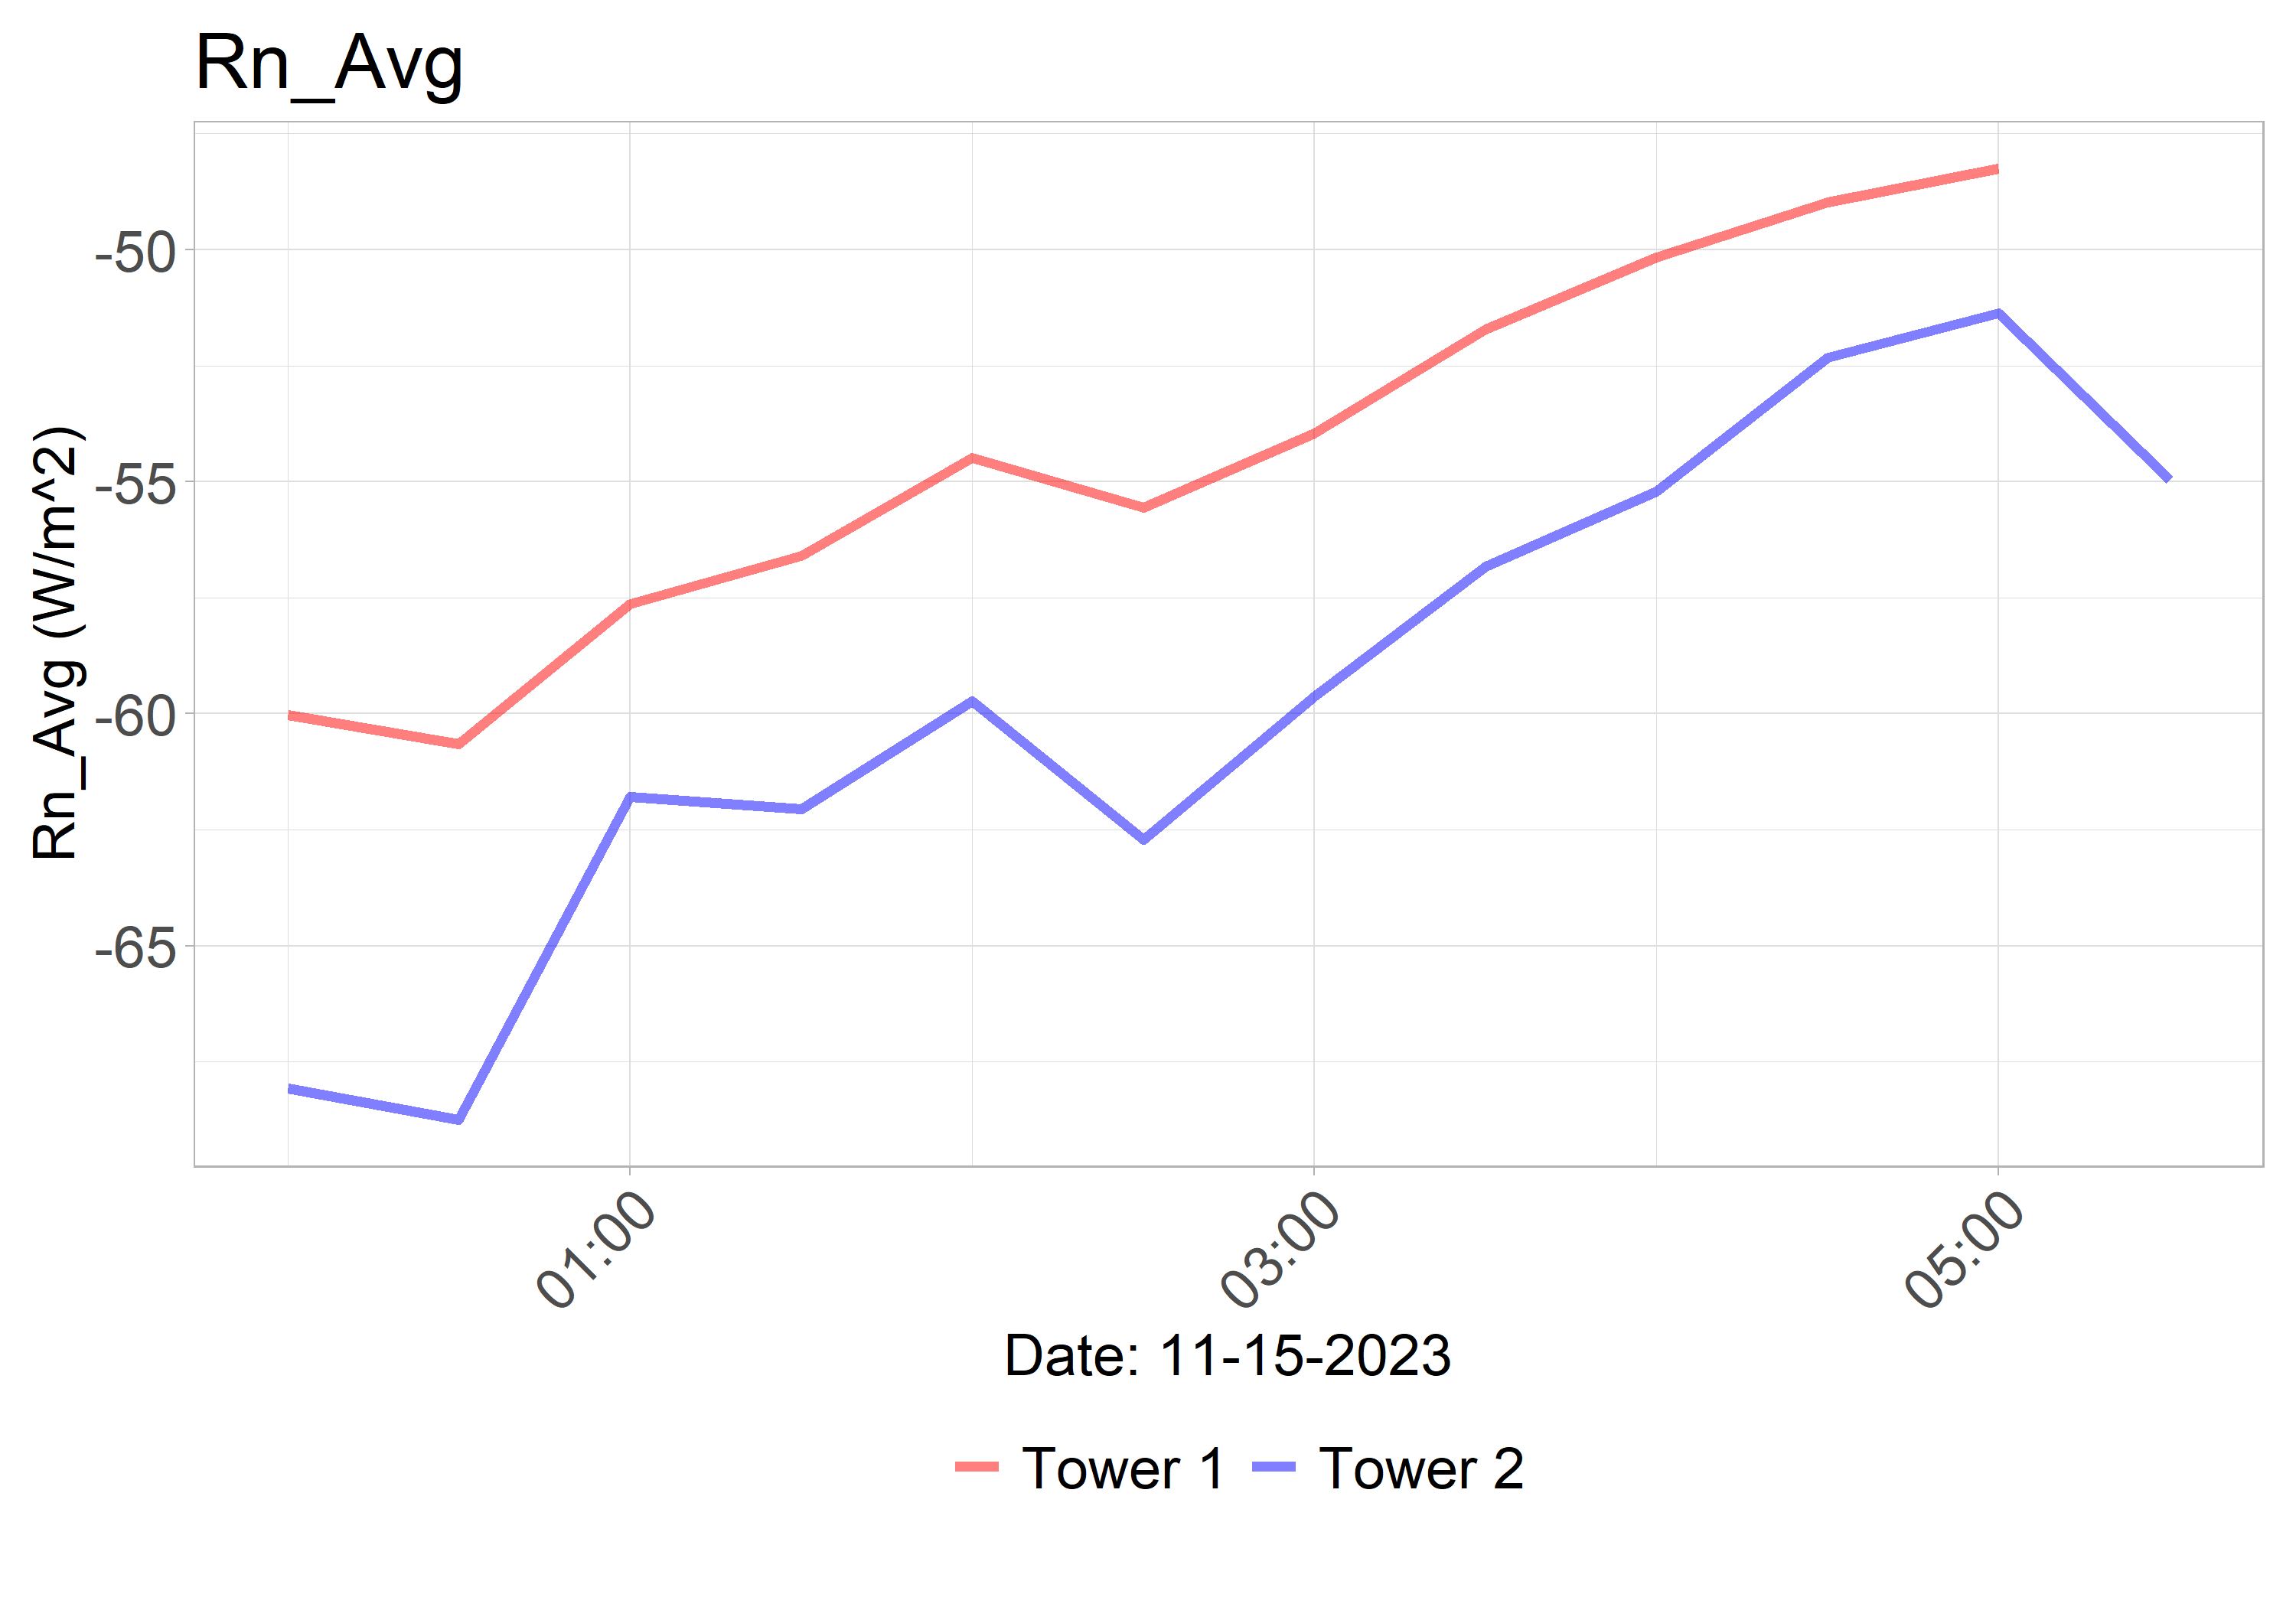 Rn_Avg
Rn_Avg (W/m^2)
-50
-55
-60
-65
01:00
03:00
05:00
Date: 11-15-2023
Tower 1
Tower 2